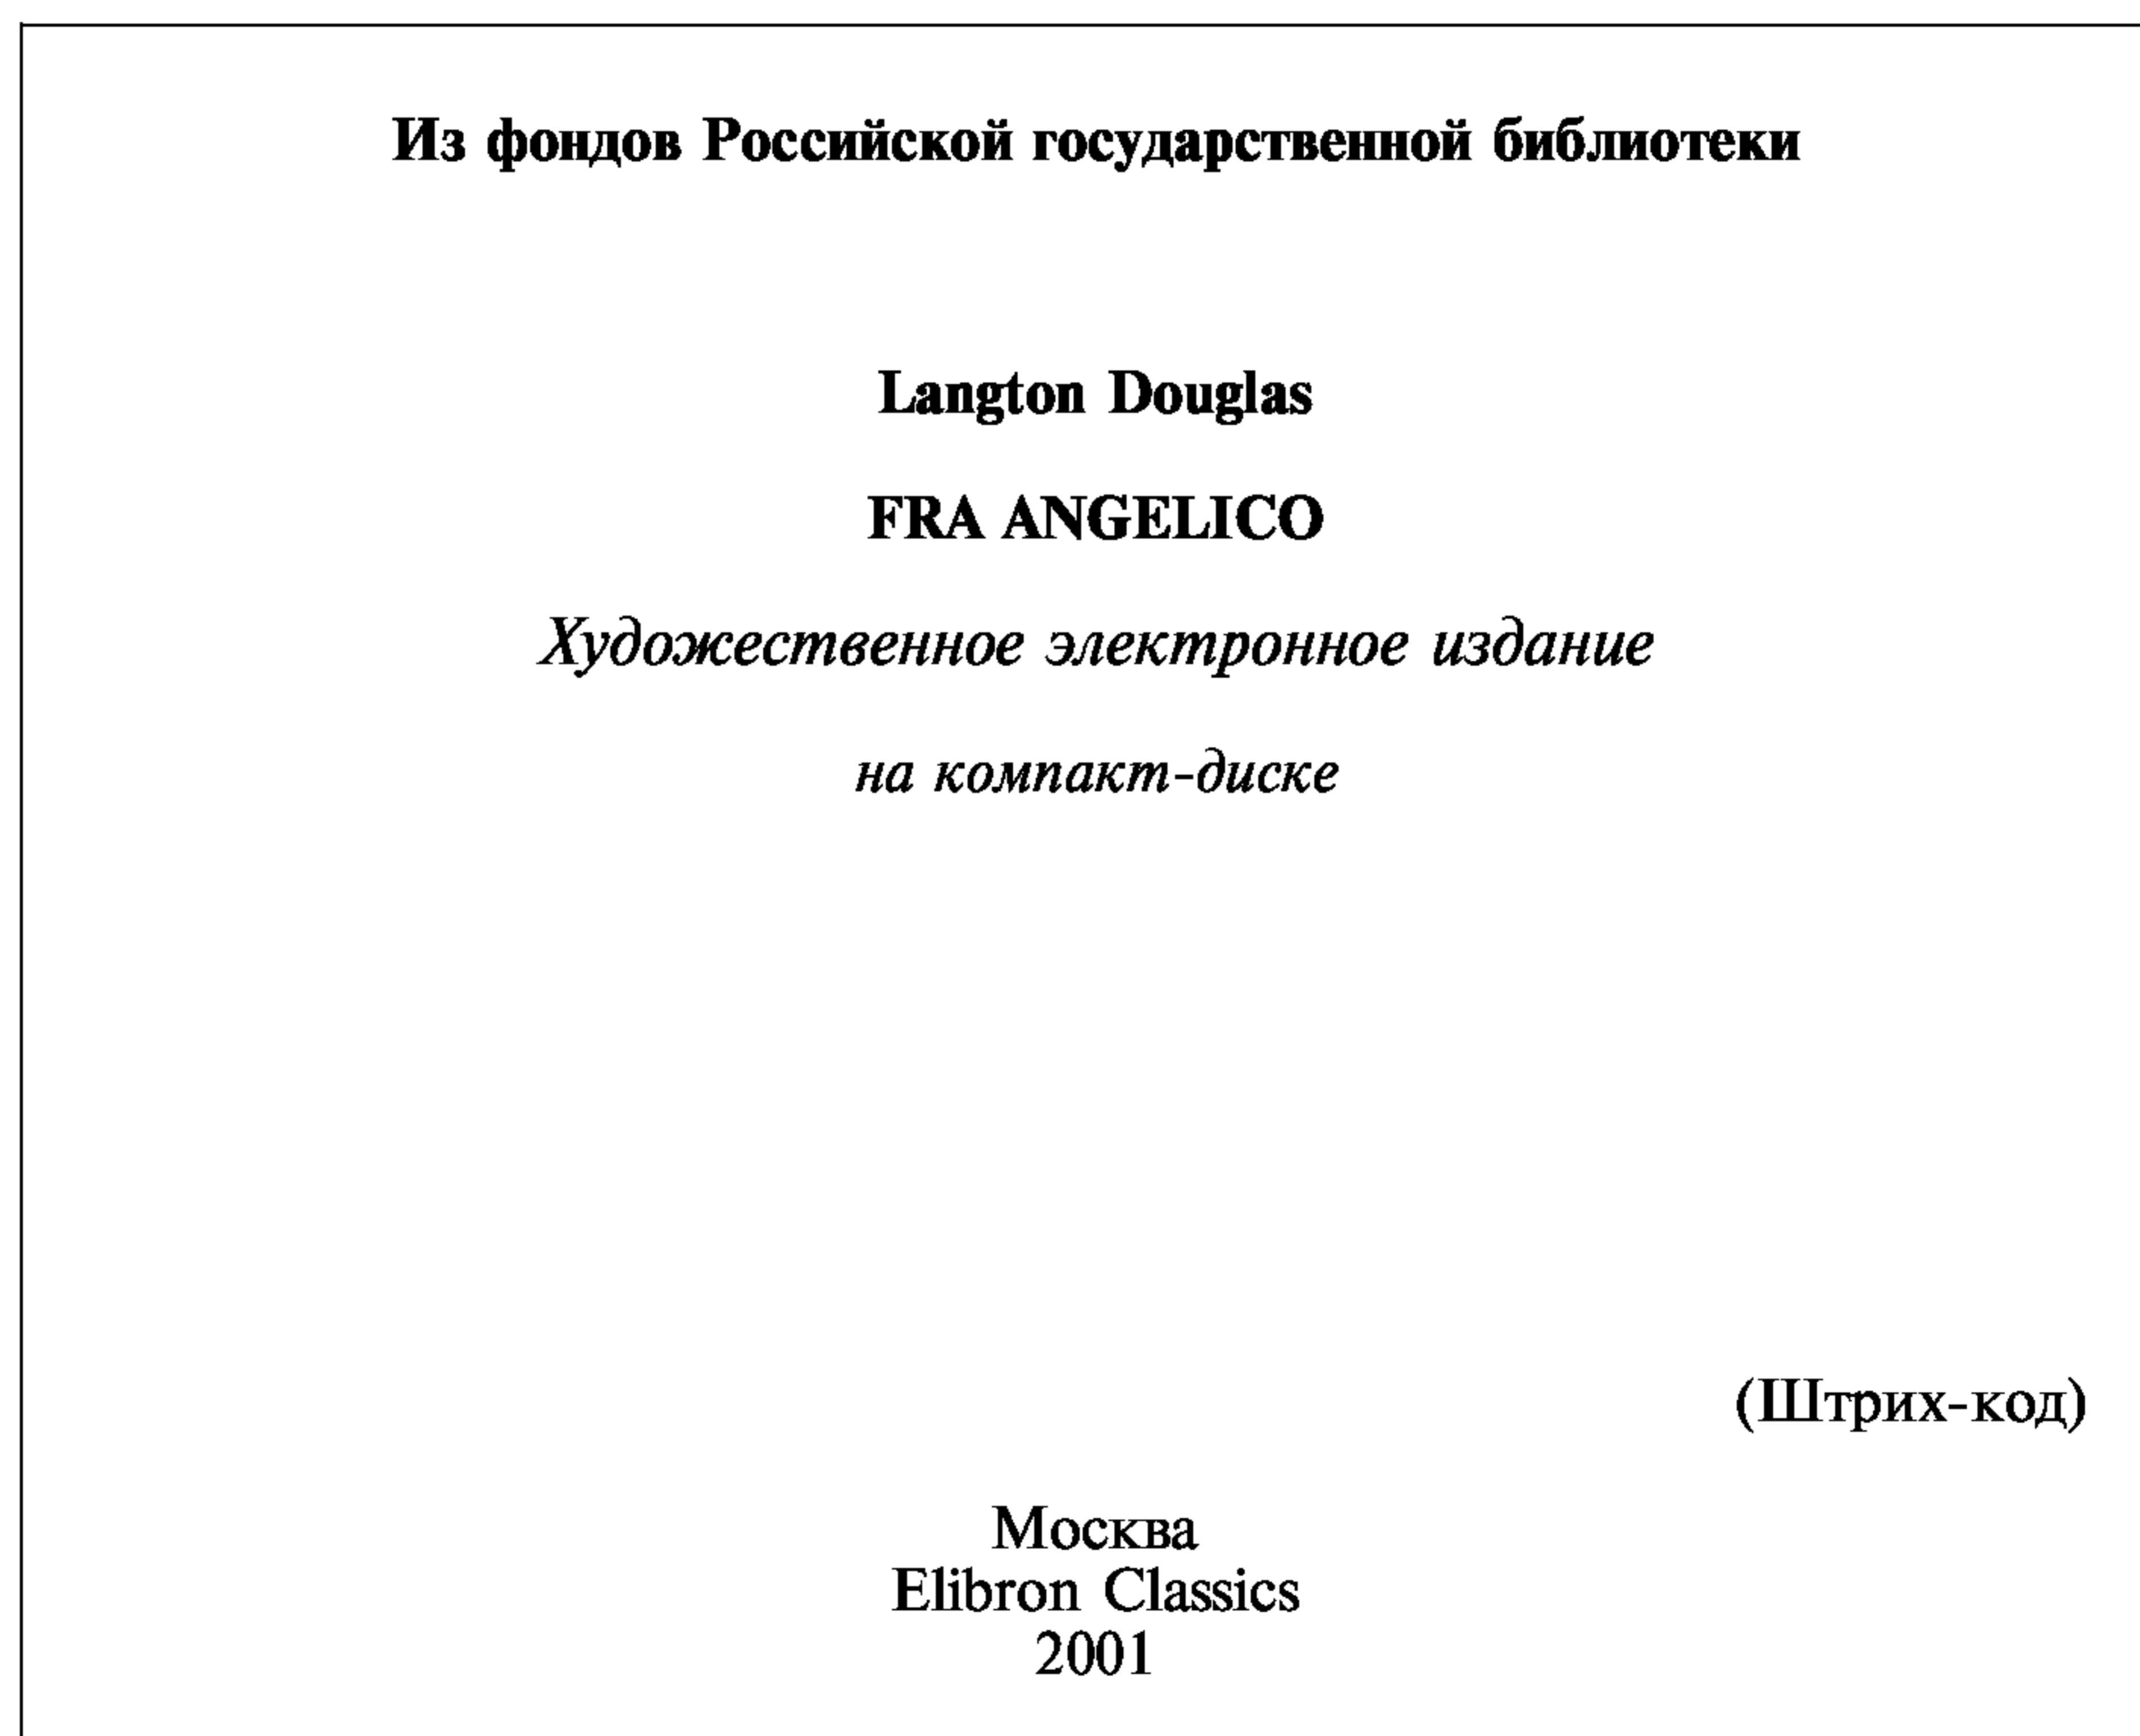 Из фондов Российской государственной библиотеки
Langton Douglas
FRA ANGELICO
Художественное электронное издание
на компакт-диске
(Штрих-код)
Москва
Elibron Classics
2001